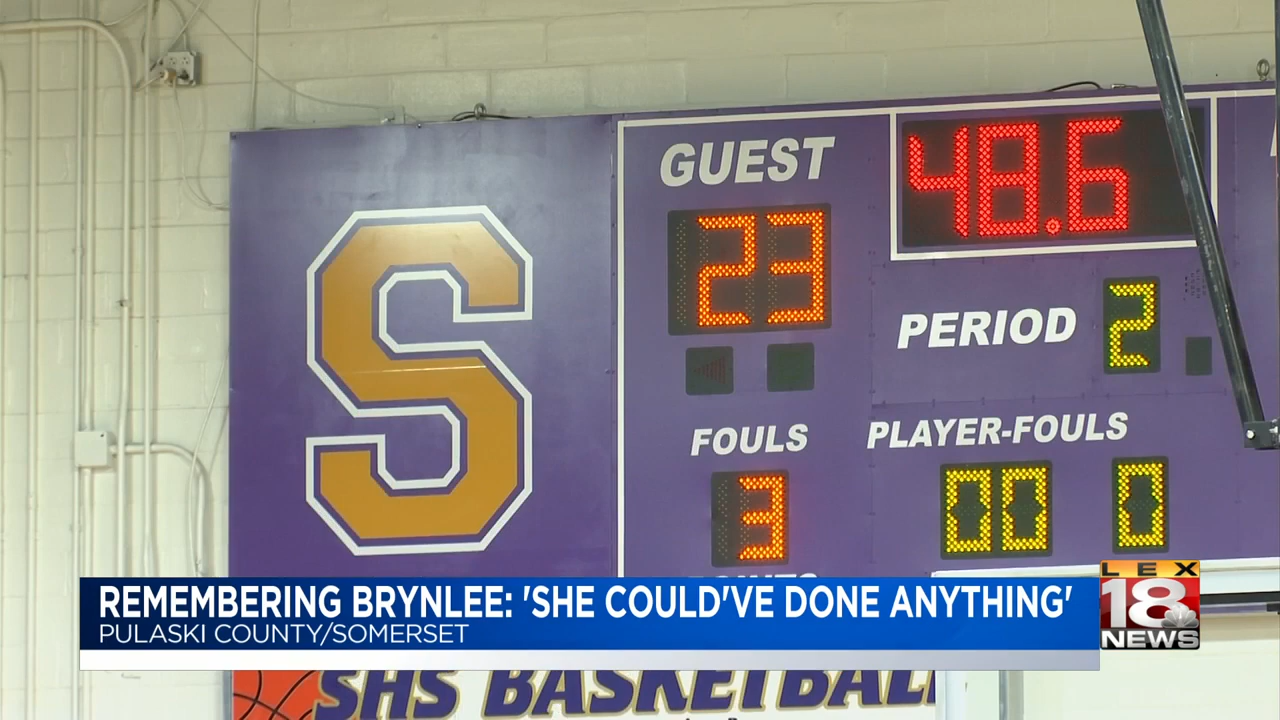 S
GUEST
48.6
23
PERIOD 2
FOULS
PLAYER-FOULS
3
00 0
REMEMBERING BRYNLEE: 'SHE COULD'VE DONE ANYTHING'
PULASKI COUNTY/SOMERSET
LEX
18
NEWS
SHS BASKETBALL